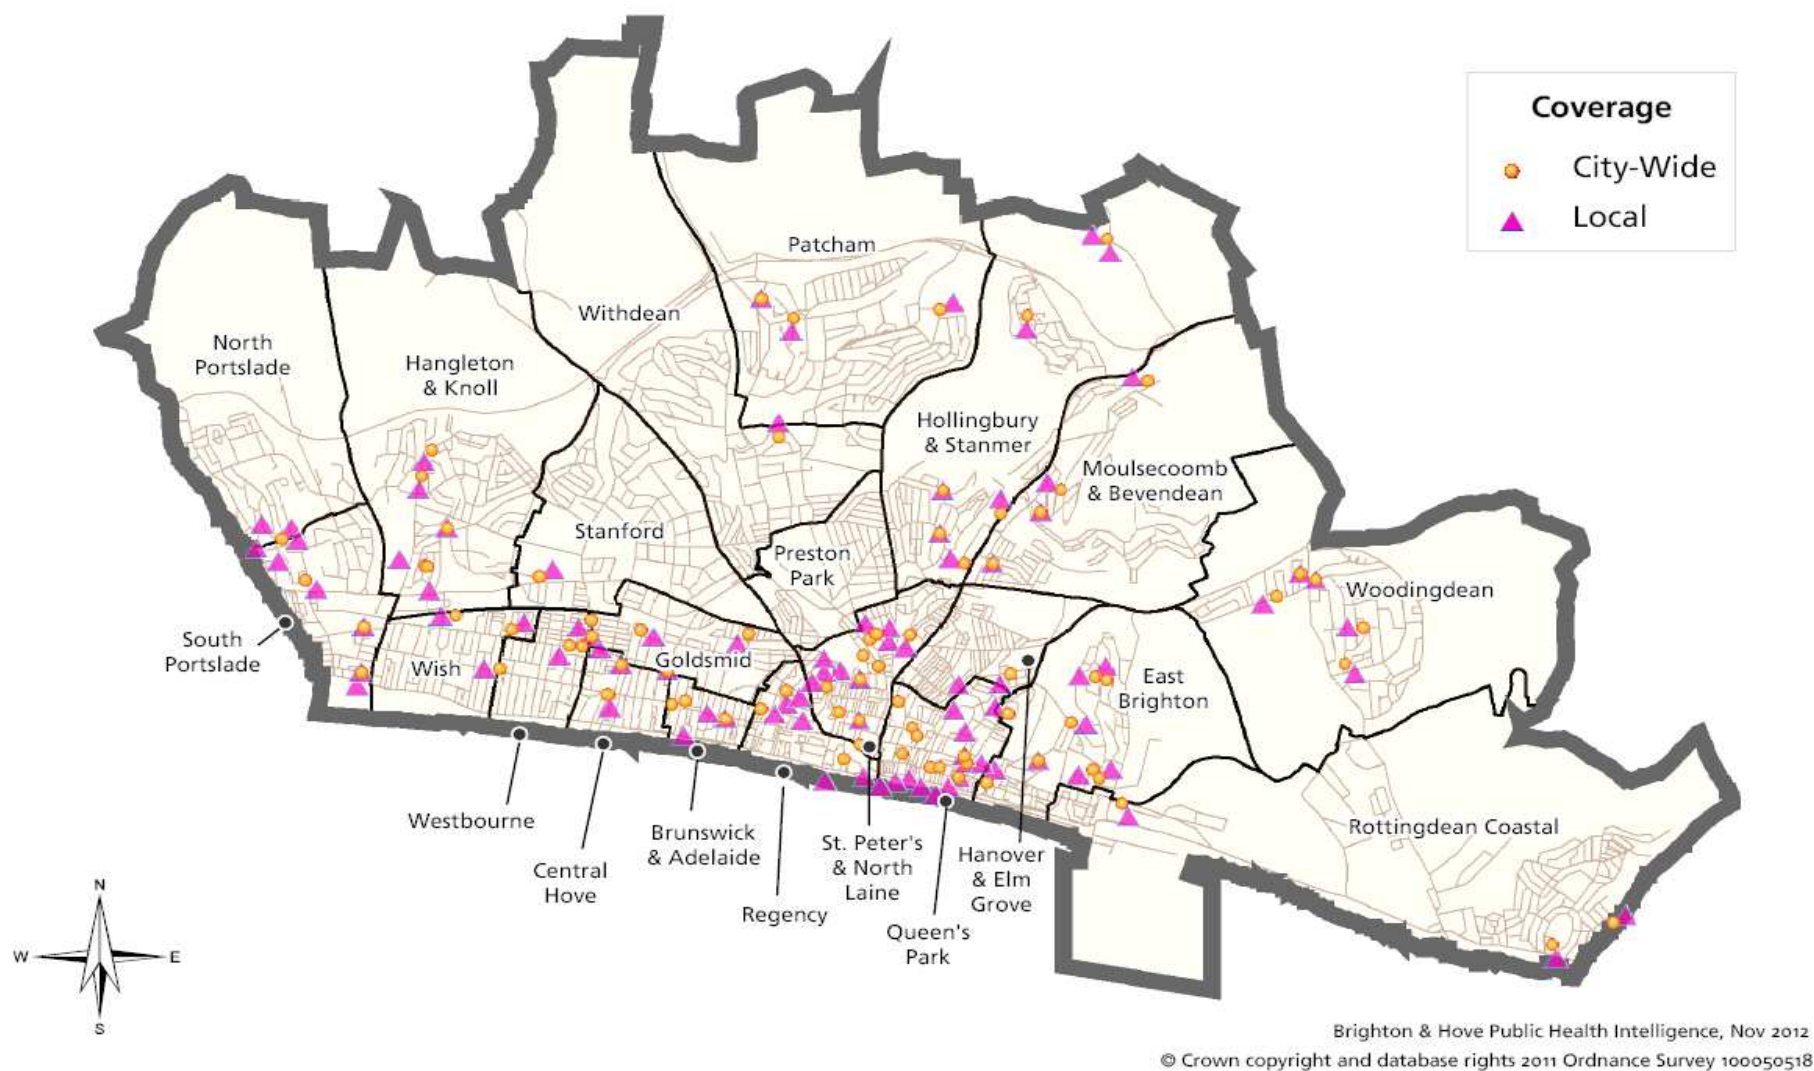 Coverage
City-Wide
Local
Patcham
Withdean
North
Portslade
Hangleton
& Knoll
Hollingbury
& Stanmer
Moulsecoomb
& Bevendean
Stanford
Preston
Park
Woodingdean
South
Portslade
Wish
Goldsmid
East
Brighton
Westbourne
Central
Hove
Brunswick
& Adelaide
Regency
St. Peter's
& North
Laine
Queen's
Park
Hanover
& Elm
Grove
Rottingdean Coastal
N
W
E
S
Brighton & Hove Public Health Intelligence, Nov 2012
© Crown copyright and database rights 2011 Ordnance Survey 100050518